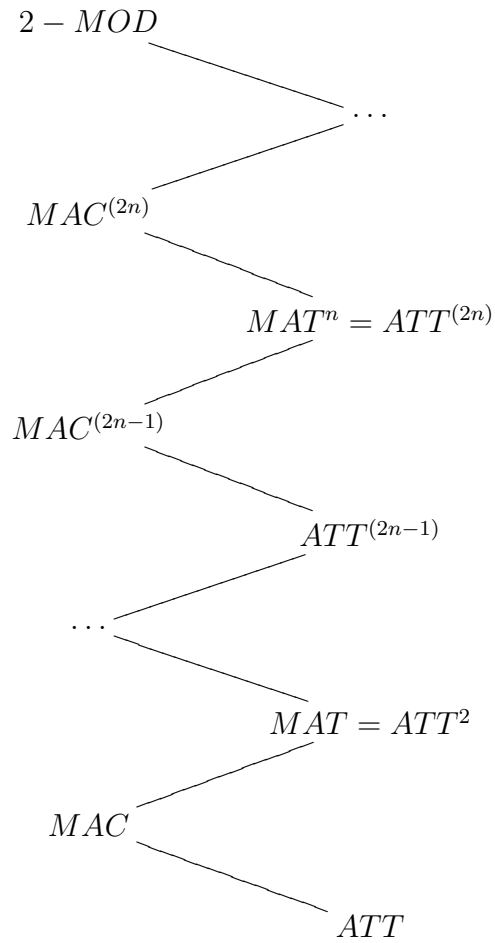 2 − MOD
...
MAC^(2n)
MAT^n = ATT^(2n)
MAC^(2n−1)
ATT^(2n−1)
...
MAT = ATT^2
MAC
ATT